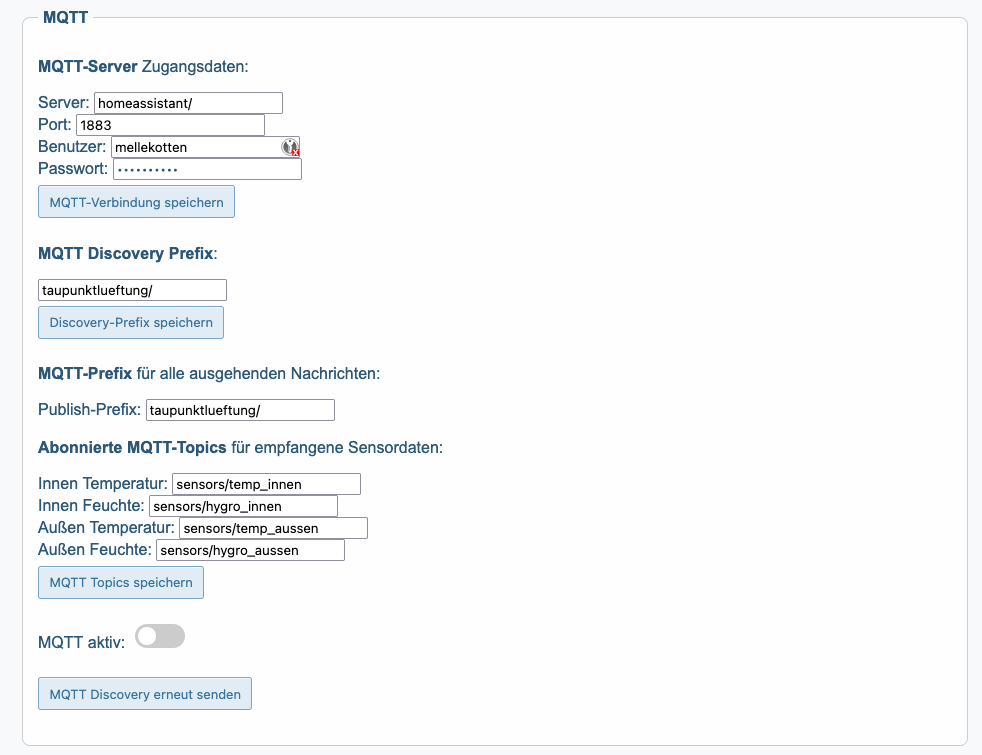 MQTT
MQTT-Server Zugangsdaten:
Server: homeassistant/
Port: 1883
Benutzer: mellekotten
Passwort: ••••••••••
MQTT-Verbindung speichern
MQTT Discovery Prefix:
taupunktlueftung/
Discovery-Prefix speichern
MQTT-Prefix für alle ausgehenden Nachrichten:
Publish-Prefix: taupunktlueftung/
Abonnierte MQTT-Topics für empfangene Sensordaten:
Innen Temperatur: sensors/temp_innen
Innen Feuchte: sensors/hygro_innen
Außen Temperatur: sensors/temp_aussen
Außen Feuchte: sensors/hygro_aussen
MQTT Topics speichern
MQTT aktiv:
MQTT Discovery erneut senden